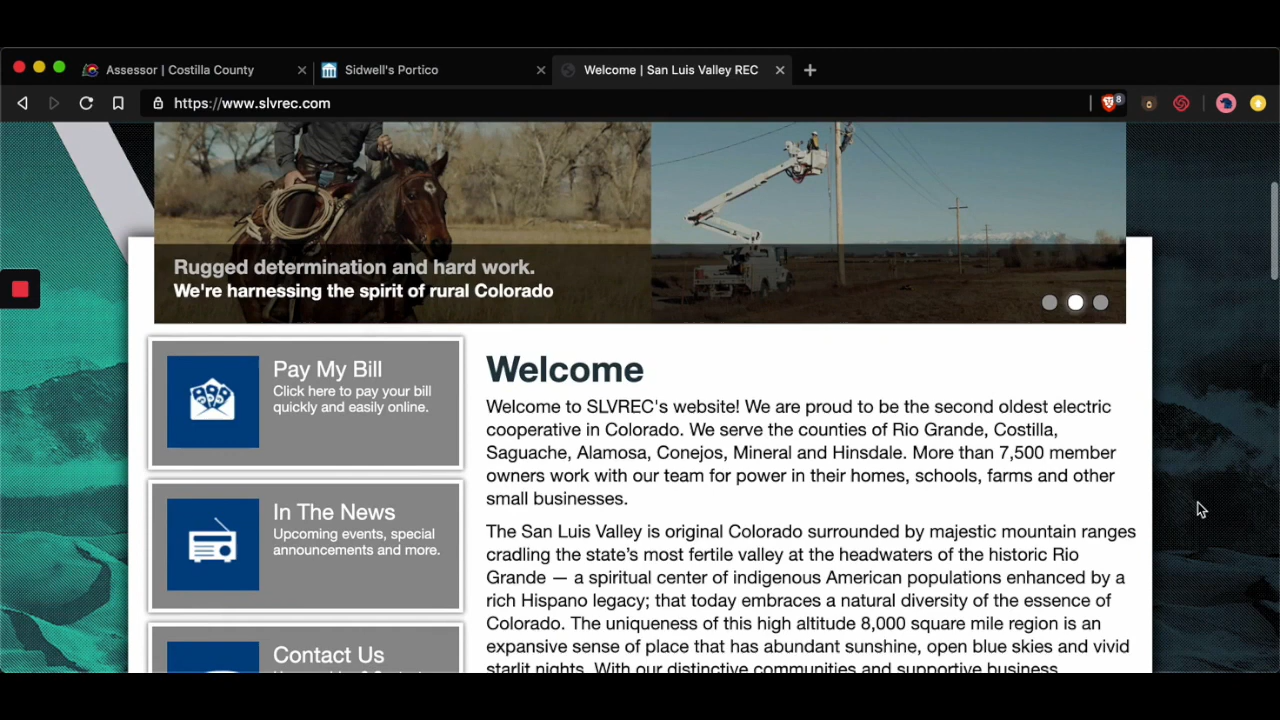 Assessor | Costilla County
Sidwell's Portico
Welcome | San Luis Valley REC
https://www.slvrec.com
8
Rugged determination and hard work.
We're harnessing the spirit of rural Colorado
Pay My Bill
Click here to pay your bill
quickly and easily online.
In The News
Upcoming events, special
announcements and more.
Contact Us
Welcome
Welcome to SLVREC's website! We are proud to be the second oldest electric
cooperative in Colorado. We serve the counties of Rio Grande, Costilla,
Saguache, Alamosa, Conejos, Mineral and Hinsdale. More than 7,500 member
owners work with our team for power in their homes, schools, farms and other
small businesses.
The San Luis Valley is original Colorado surrounded by majestic mountain ranges
cradling the state’s most fertile valley at the headwaters of the historic Rio
Grande — a spiritual center of indigenous American populations enhanced by a
rich Hispano legacy; that today embraces a natural diversity of the essence of
Colorado. The uniqueness of this high altitude 8,000 square mile region is an
expansive sense of place that has abundant sunshine, open blue skies and vivid
starlit nights. With our distinctive communities and supportive business